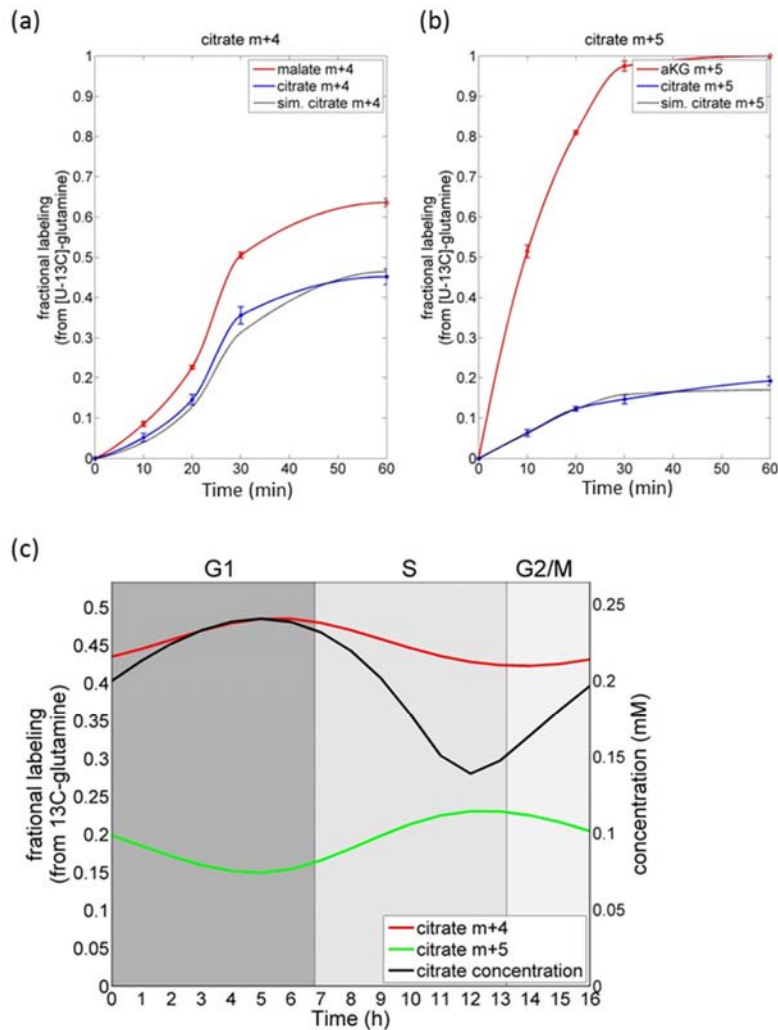 (a)
citrate m+4
malate m+4
citrate m+4
sim. citrate m+4
fractional labeling
(from [U-13C]-glutamine)
1
0.9
0.8
0.7
0.6
0.5
0.4
0.3
0.2
0.1
0
0 10 20 30 40 50 60
Time (min)
(b)
citrate m+5
aKG m+5
citrate m+5
sim. citrate m+5
fractional labeling
(from [U-13C]-glutamine)
1
0.9
0.8
0.7
0.6
0.5
0.4
0.3
0.2
0.1
0
0 10 20 30 40 50 60
Time (min)
(c)
G1 S G2/M
frational labeling
(from 13C-glutamine)
0.5
0.45
0.4
0.35
0.3
0.25
0.2
0.15
0.1
0.05
0
0.25
0.2
0.15
0.1
0.05
0
concentration (mM)
citrate m+4
citrate m+5
citrate concentration
0 1 2 3 4 5 6 7 8 9 10 11 12 13 14 15 16
Time (h)